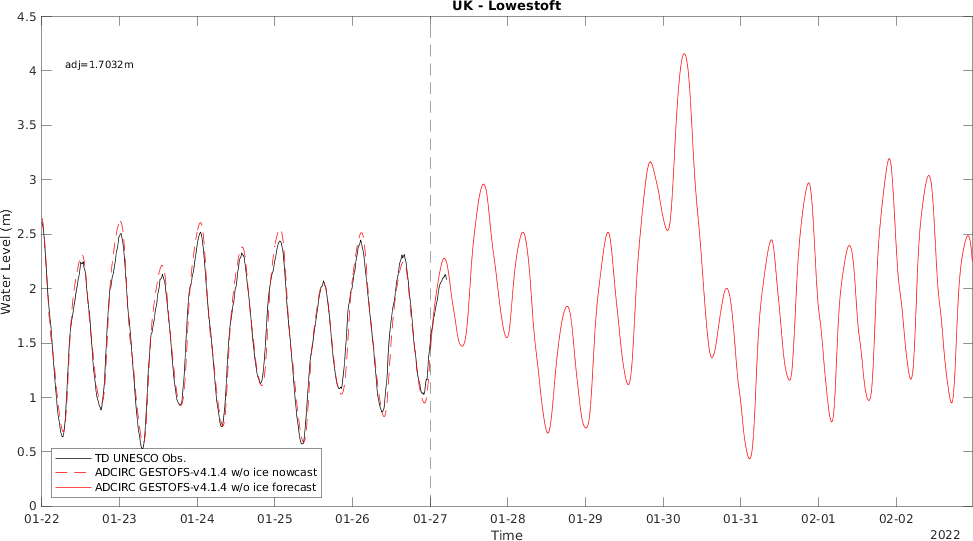 UK - Lowestoft
4.5
4
3.5
3
2.5
2
1.5
1
0.5
0
Water Level (m)
adj=1.7032m
TD UNESCO Obs.
ADCIRC GESTOFS-v4.1.4 w/o ice nowcast
ADCIRC GESTOFS-v4.1.4 w/o ice forecast
01-22 01-23 01-24 01-25 01-26 01-27 01-28 01-29 01-30 01-31 02-01 02-02
Time
2022